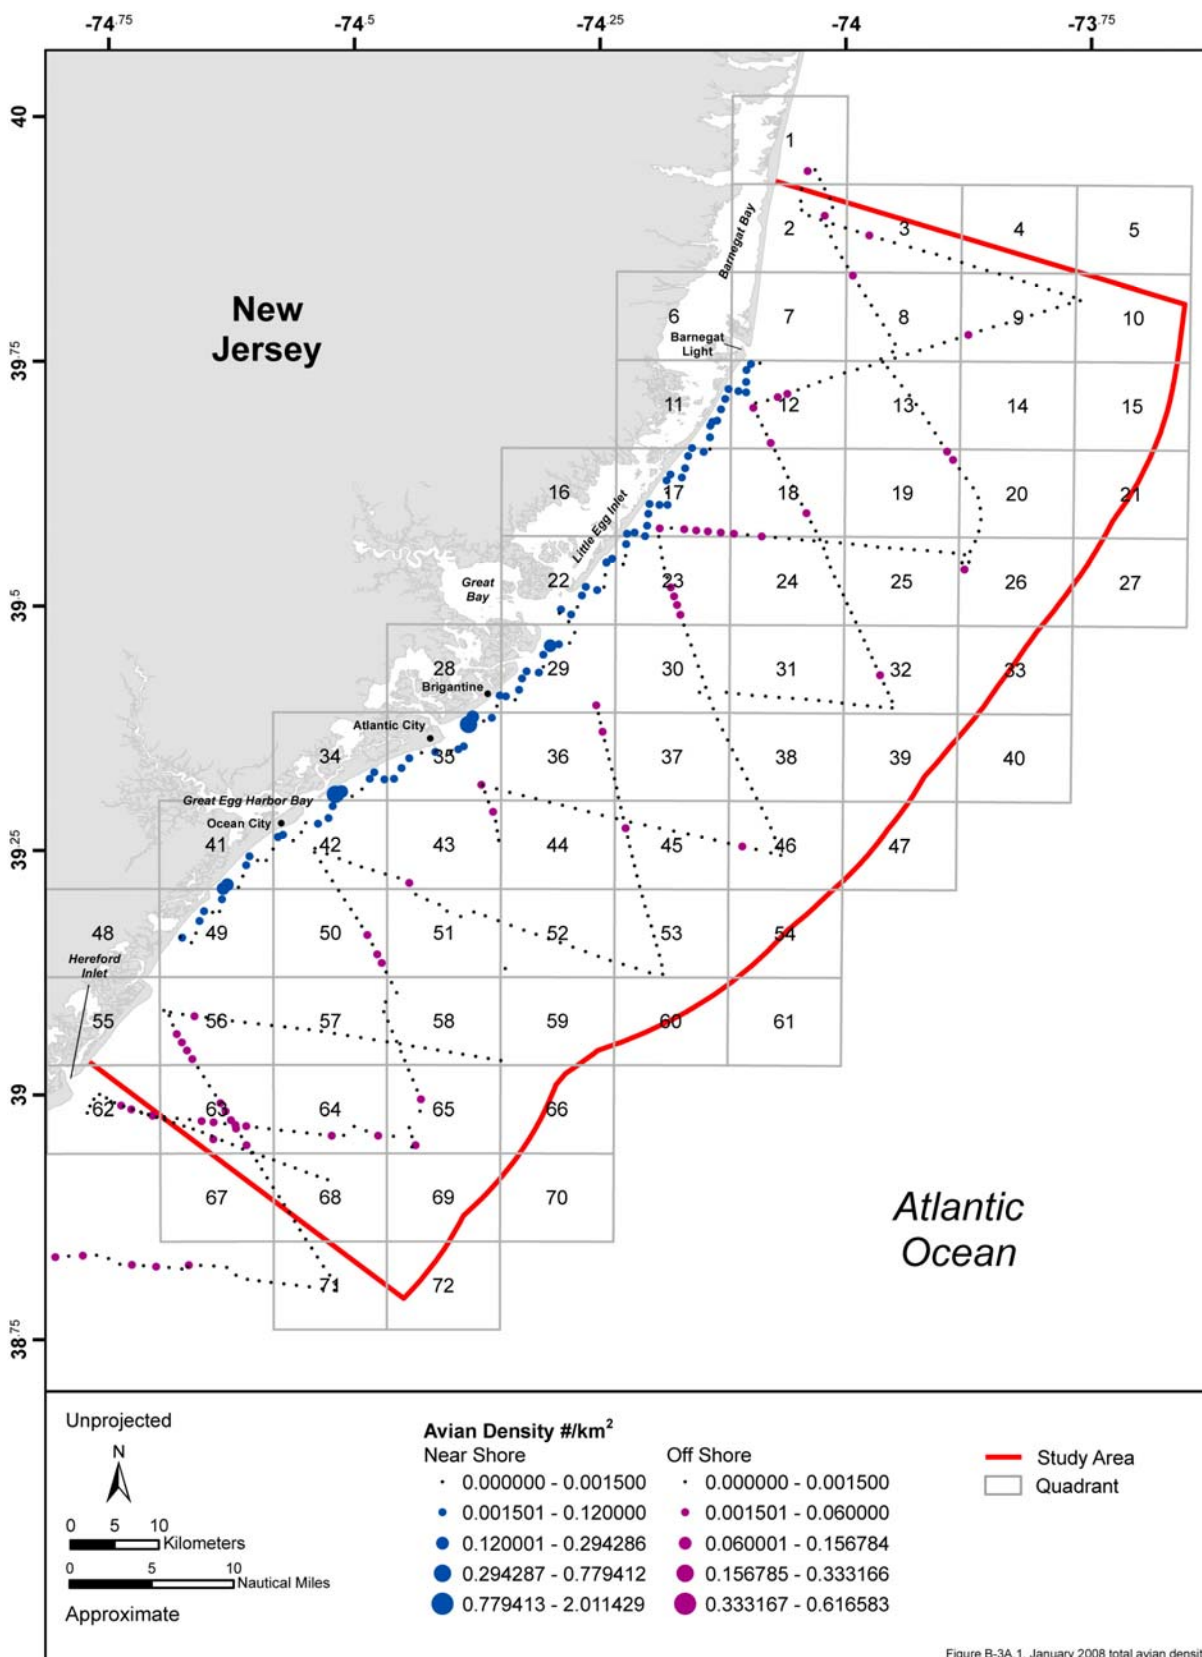 -74.75 -74.5 -74.25 -74 -73.75
40
39.75
39.5
39.25
39
38.75
1
2 3 4 5
Barnegat Bay
New
Jersey
6 7 8 9 10
Barnegat
Light
11 12 13 14 15
16 17 18 19 20 21
Little Egg Inlet
Great
Bay
22 23 24 25 26 27
28 29 30 31 32 33
Brigantine
Atlantic City
34 35 36 37 38 39 40
Great Egg Harbor Bay
Ocean City
41 42 43 44 45 46 47
48 49 50 51 52 53 54
Hereford
Inlet
55 56 57 58 59 60 61
62 63 64 65 66
67 68 69 70
Atlantic
Ocean
71 72
Unprojected
N
0 5 10
Kilometers
0 5 10
Nautical Miles
Approximate
Avian Density #/km²
Near Shore
0.000000 - 0.001500
0.001501 - 0.120000
0.120001 - 0.294286
0.294287 - 0.779412
0.779413 - 2.011429
Off Shore
0.000000 - 0.001500
0.001501 - 0.060000
0.060001 - 0.156784
0.156785 - 0.333166
0.333167 - 0.616583
Study Area
Quadrant
Figure B-3A.1. January 2008 total avian densit